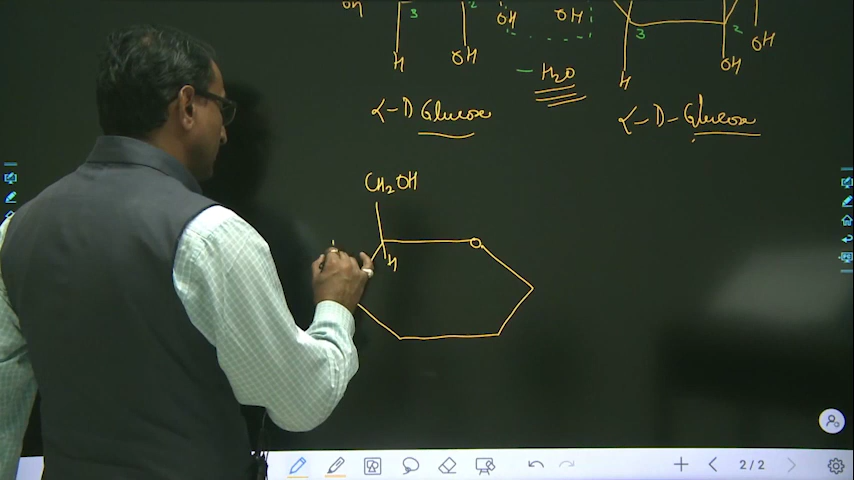 OH
3
2
OH
OH
3
2
OH
H
OH
- H2O
H
OH
α-D Glucose
α-D-Glucose
CH2OH
O
H
2/2